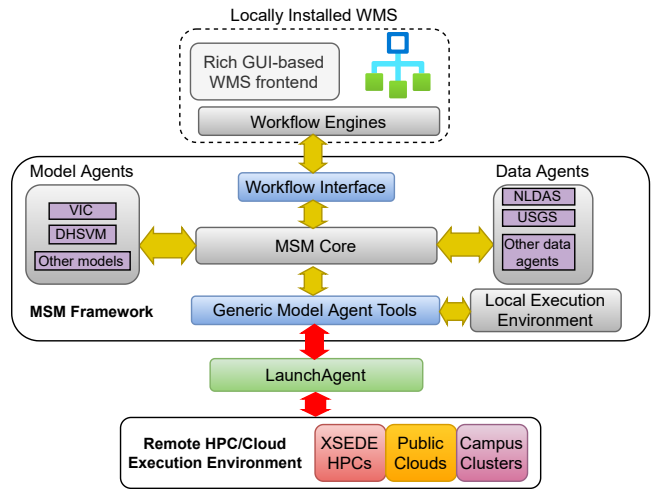 Locally Installed WMS
Rich GUI-based
WMS frontend
Workflow Engines
Model Agents
Data Agents
VIC
DHSVM
Other models
Workflow Interface
MSM Core
NLDAS
USGS
Other data
agents
MSM Framework
Generic Model Agent Tools
Local Execution
Environment
LaunchAgent
Remote HPC/Cloud
Execution Environment
XSEDE
HPCs
Public
Clouds
Campus
Clusters